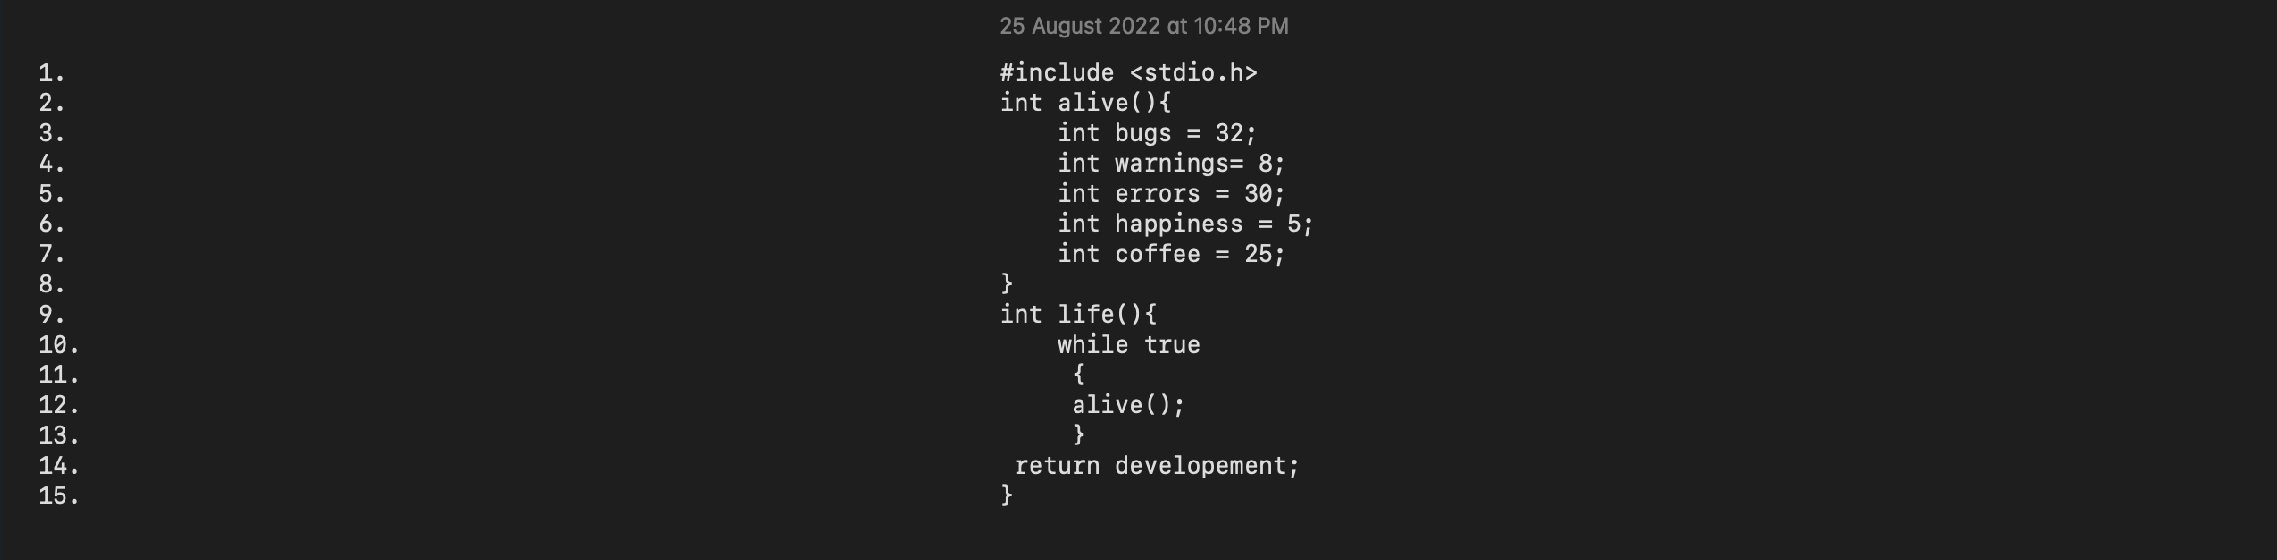 25 August 2022 at 10:48 PM
1. #include <stdio.h>
2. int alive(){
3.     int bugs = 32;
4.     int warnings= 8;
5.     int errors = 30;
6.     int happiness = 5;
7.     int coffee = 25;
8. }
9. int life(){
10.     while true
11.      {
12.      alive();
13.      }
14.  return developement;
15. }